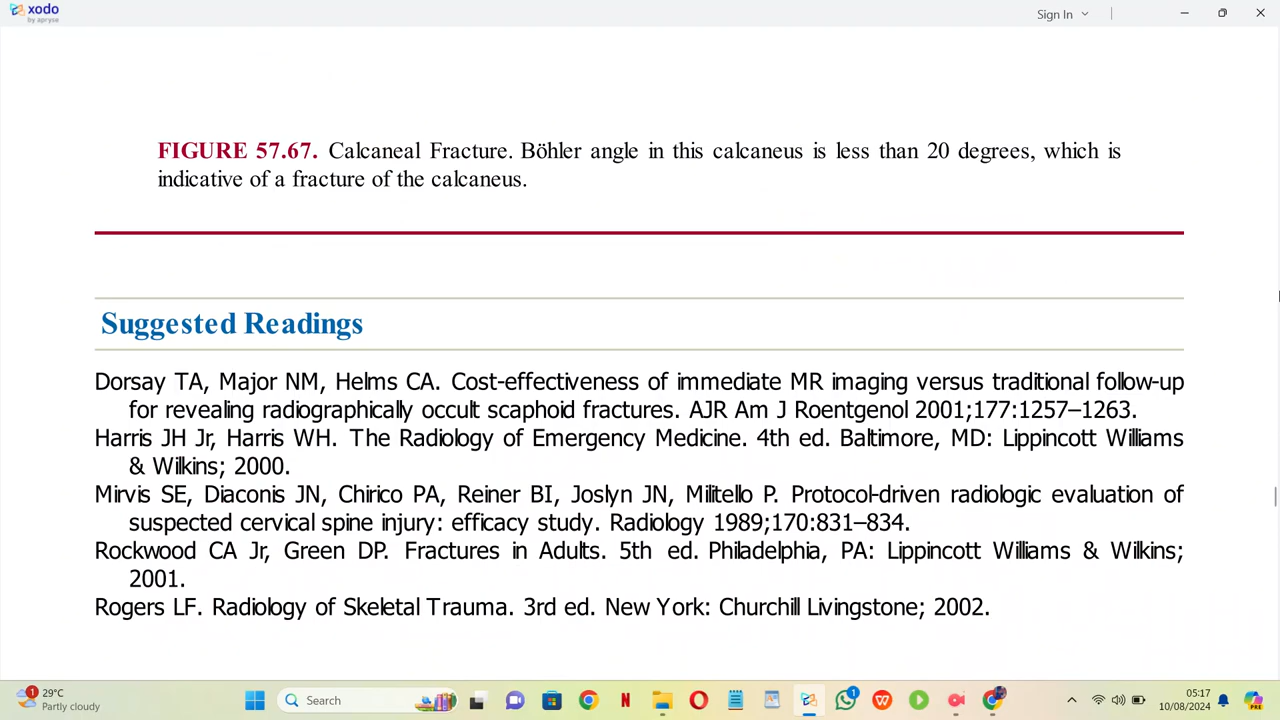 xodo
by apryse
Sign In
FIGURE 57.67. Calcaneal Fracture. Böhler angle in this calcaneus is less than 20 degrees, which is
indicative of a fracture of the calcaneus.
Suggested Readings
Dorsay TA, Major NM, Helms CA. Cost-effectiveness of immediate MR imaging versus traditional follow-up
for revealing radiographically occult scaphoid fractures. AJR Am J Roentgenol 2001;177:1257–1263.
Harris JH Jr, Harris WH. The Radiology of Emergency Medicine. 4th ed. Baltimore, MD: Lippincott Williams
& Wilkins; 2000.
Mirvis SE, Diaconis JN, Chirico PA, Reiner BI, Joslyn JN, Militello P. Protocol-driven radiologic evaluation of
suspected cervical spine injury: efficacy study. Radiology 1989;170:831–834.
Rockwood CA Jr, Green DP. Fractures in Adults. 5th ed. Philadelphia, PA: Lippincott Williams & Wilkins;
2001.
Rogers LF. Radiology of Skeletal Trauma. 3rd ed. New York: Churchill Livingstone; 2002.
1
29°C
Partly cloudy
Search
N
1
W
05:17
10/08/2024
PRE